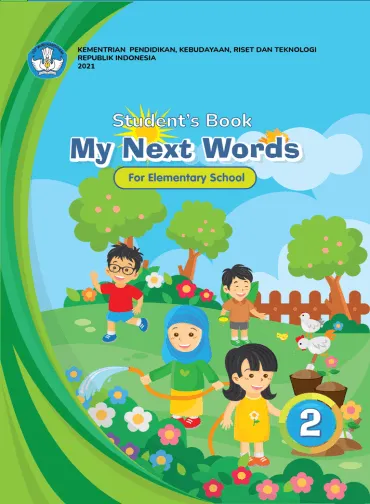 KEMENTRIAN PENDIDIKAN, KEBUDAYAAN, RISET DAN TEKNOLOGI
REPUBLIK INDONESIA
2021
Student's Book
My Next Words
For Elementary School
2